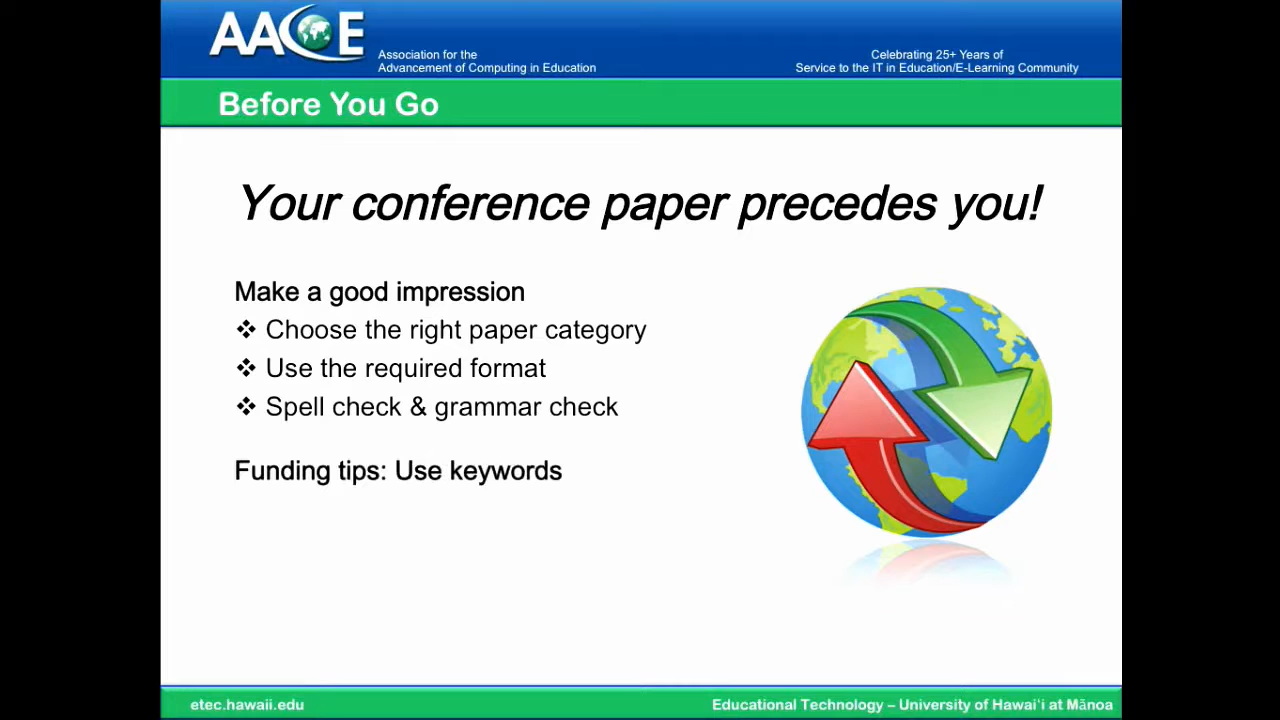 AACE
Association for the
Advancement of Computing in Education
Celebrating 25+ Years of
Service to the IT in Education/E-Learning Community
Before You Go
Your conference paper precedes you!
Make a good impression
❖ Choose the right paper category
❖ Use the required format
❖ Spell check & grammar check
Funding tips: Use keywords
etec.hawaii.edu
Educational Technology – University of Hawaiʻi at Mānoa